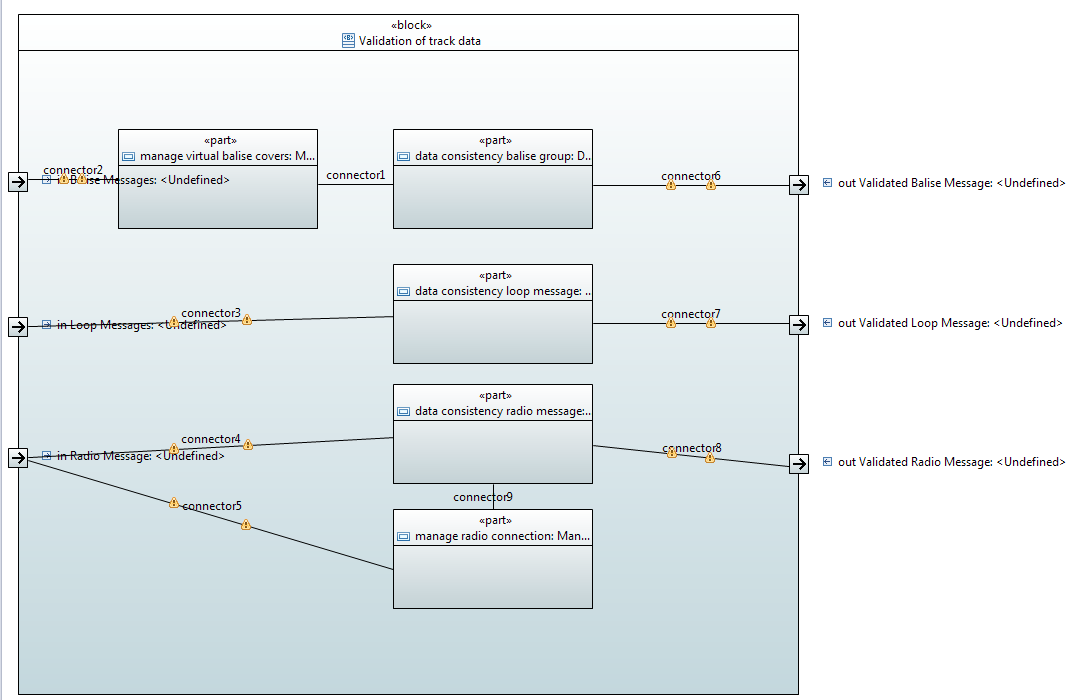 «block»
Validation of track data
«part»
manage virtual balise covers: M...
«part»
data consistency balise group: D..
connector2
in Balise Messages: <Undefined>
connector1
connector6
out Validated Balise Message: <Undefined>
«part»
data consistency loop message: ..
connector3
in Loop Messages: <Undefined>
connector7
out Validated Loop Message: <Undefined>
«part»
data consistency radio message:..
connector4
in Radio Message: <Undefined>
connector8
out Validated Radio Message: <Undefined>
connector5
connector9
«part»
manage radio connection: Man...